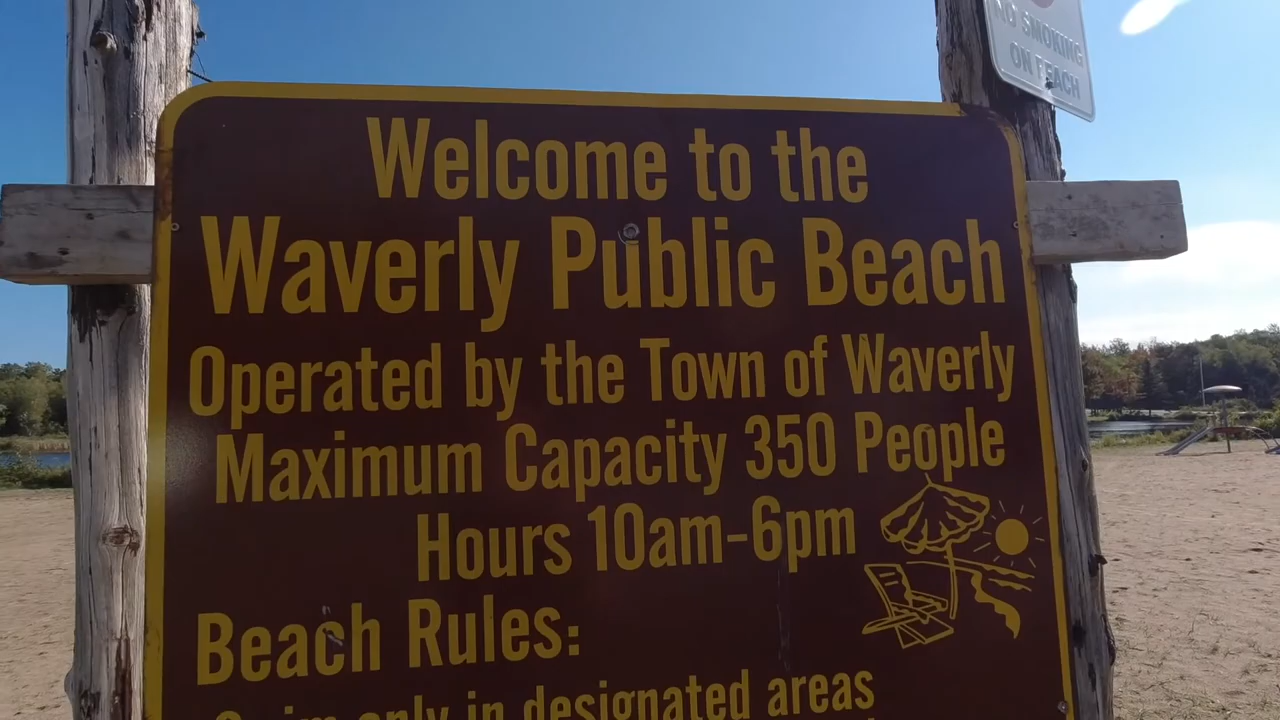 NO SMOKING
ON BEACH
Welcome to the
Waverly Public Beach
Operated by the Town of Waverly
Maximum Capacity 350 People
Hours 10am-6pm
Beach Rules:
Swim only in designated areas